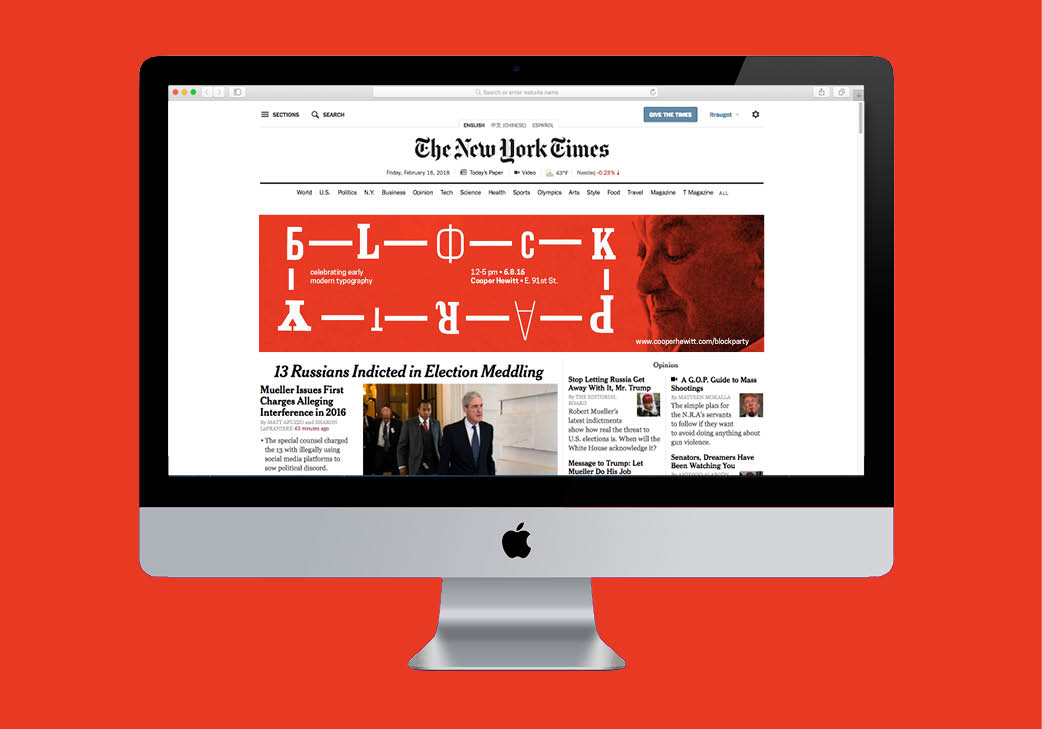 Search or enter website name
SECTIONS SEARCH
GIVE THE TIMES ltraugot
ENGLISH 中文 (CHINESE) ESPAÑOL
The New York Times
Friday, February 16, 2018 Today's Paper Video 43°F Nasdaq -0.23% ↓
World U.S. Politics N.Y. Business Opinion Tech Science Health Sports Olympics Arts Style Food Travel Magazine T Magazine ALL
Б—L—Ф—C—K
celebrating early
modern typography
12-5 pm • 6.8.16
Cooper Hewitt • E. 91st St.
Y—T—R—A—P
www.cooperhewitt.com/blockparty
13 Russians Indicted in Election Meddling
Mueller Issues First
Charges Alleging
Interference in 2016
By MATT APUZZO and SHARON
LaFRANIERE 43 minutes ago
• The special counsel charged
the 13 with illegally using
social media platforms to
sow political discord.
Opinion
Stop Letting Russia Get
Away With It, Mr. Trump
By THE EDITORIAL
BOARD
Robert Mueller's
latest indictments
show how real the threat to
U.S. elections is. When will the
White House acknowledge it?
Message to Trump: Let
Mueller Do His Job
A G.O.P. Guide to Mass
Shootings
By MATTEEN MOKALLA
The simple plan for
the N.R.A's servants
to follow if they want
to avoid doing anything about
gun violence.
Senators, Dreamers Have
Been Watching You